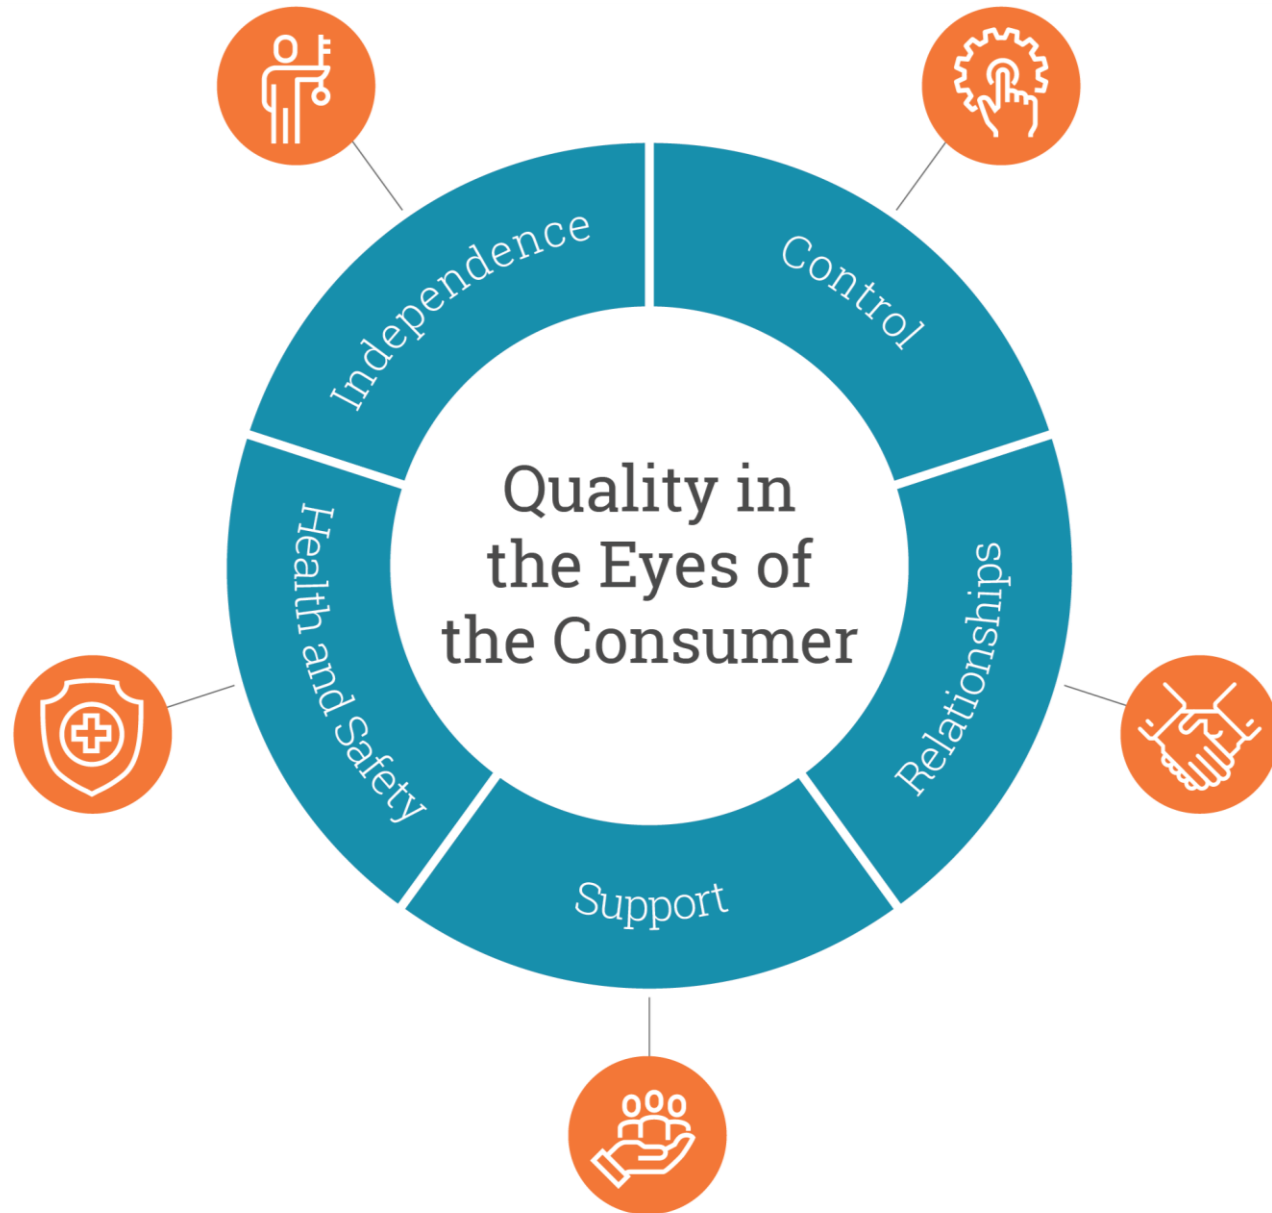 Independence
Control
Quality in
the Eyes of
the Consumer
Health and Safety
Relationships
Support